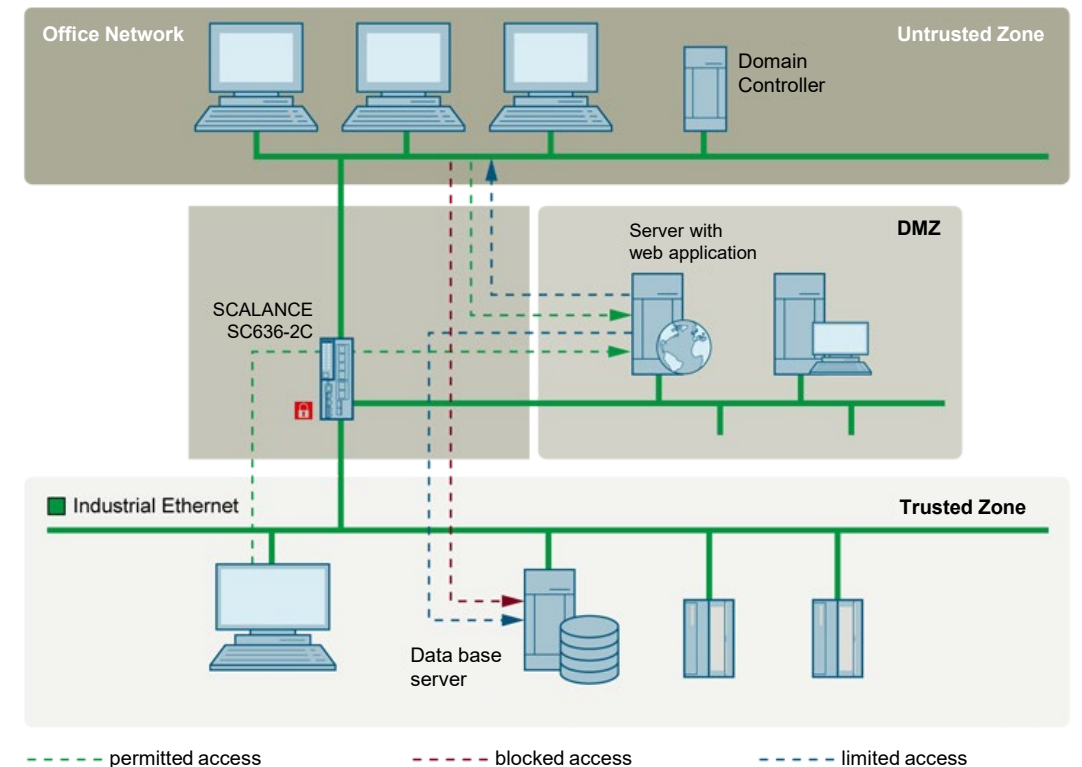 Office Network
Untrusted Zone
Domain
Controller
Server with
web application
DMZ
SCALANCE
SC636-2C
Industrial Ethernet
Trusted Zone
Data base
server
permitted access
blocked access
limited access